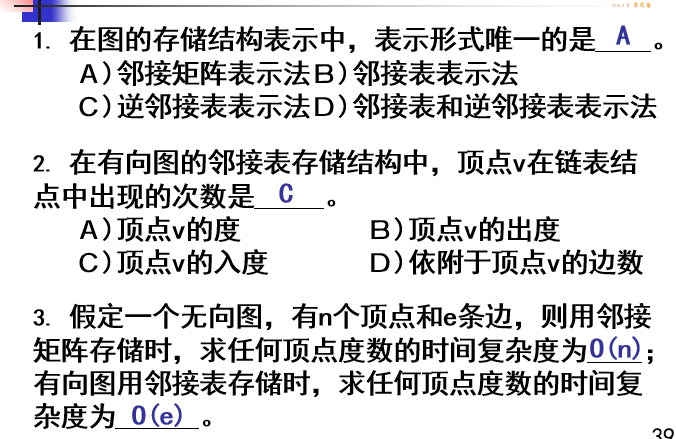 1. 在图的存储结构表示中，表示形式唯一的是 A 。
A)邻接矩阵表示法B)邻接表表示法
C)逆邻接表表示法D)邻接表和逆邻接表表示法
2. 在有向图的邻接表存储结构中，顶点v在链表结
点中出现的次数是 C 。
A)顶点v的度 B)顶点v的出度
C)顶点v的入度 D)依附于顶点v的边数
3. 假定一个无向图，有n个顶点和e条边，则用邻接
矩阵存储时，求任何顶点度数的时间复杂度为O(n)；
有向图用邻接表存储时，求任何顶点度数的时间复
杂度为 O(e) 。
39